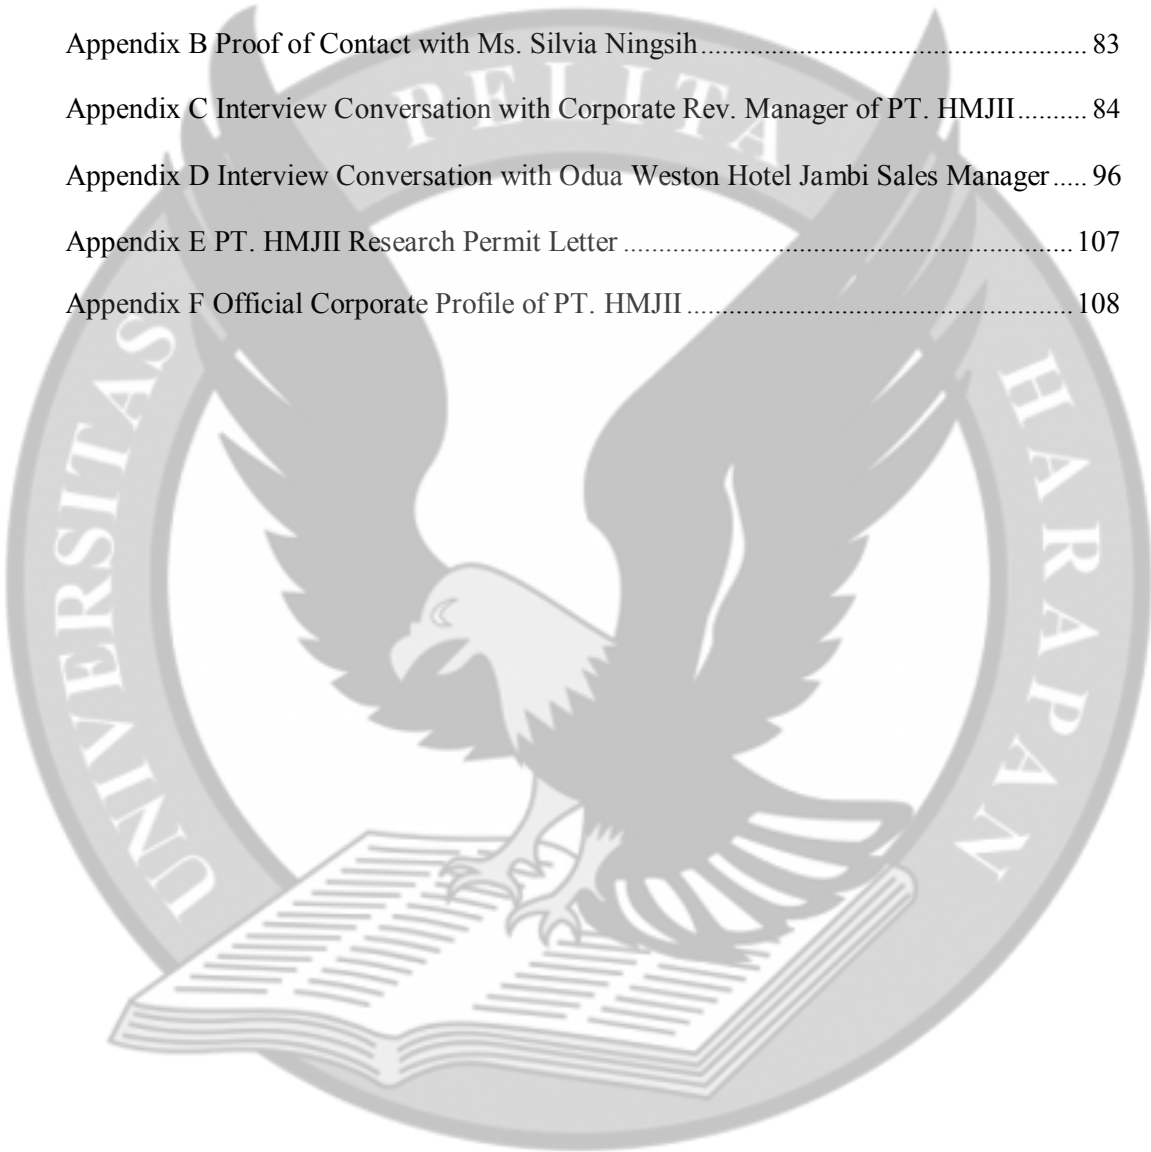 Appendix B Proof of Contact with Ms. Silvia Ningsih ........................................................ 83
Appendix C Interview Conversation with Corporate Rev. Manager of PT. HMJII .......... 84
Appendix D Interview Conversation with Odua Weston Hotel Jambi Sales Manager ..... 96
Appendix E PT. HMJII Research Permit Letter ................................................................. 107
Appendix F Official Corporate Profile of PT. HMJII ........................................................ 108
UNIVERSITAS PELITA HARAPAN